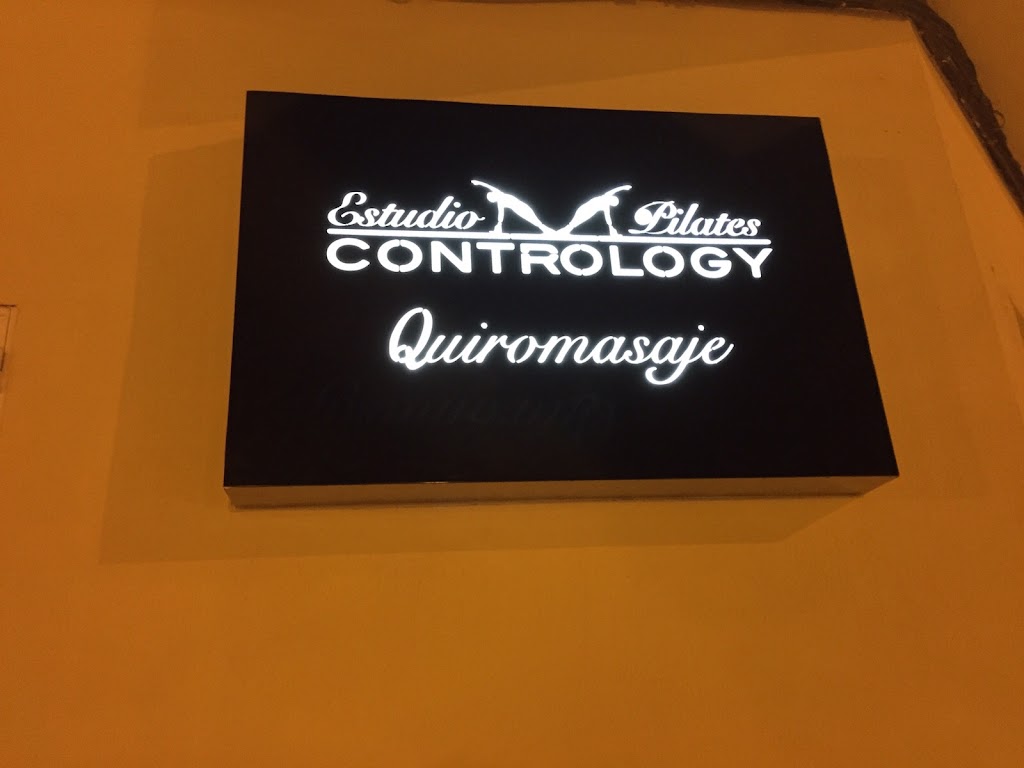 Estudio Pilates
CONTROLOGY
Quiromasaje